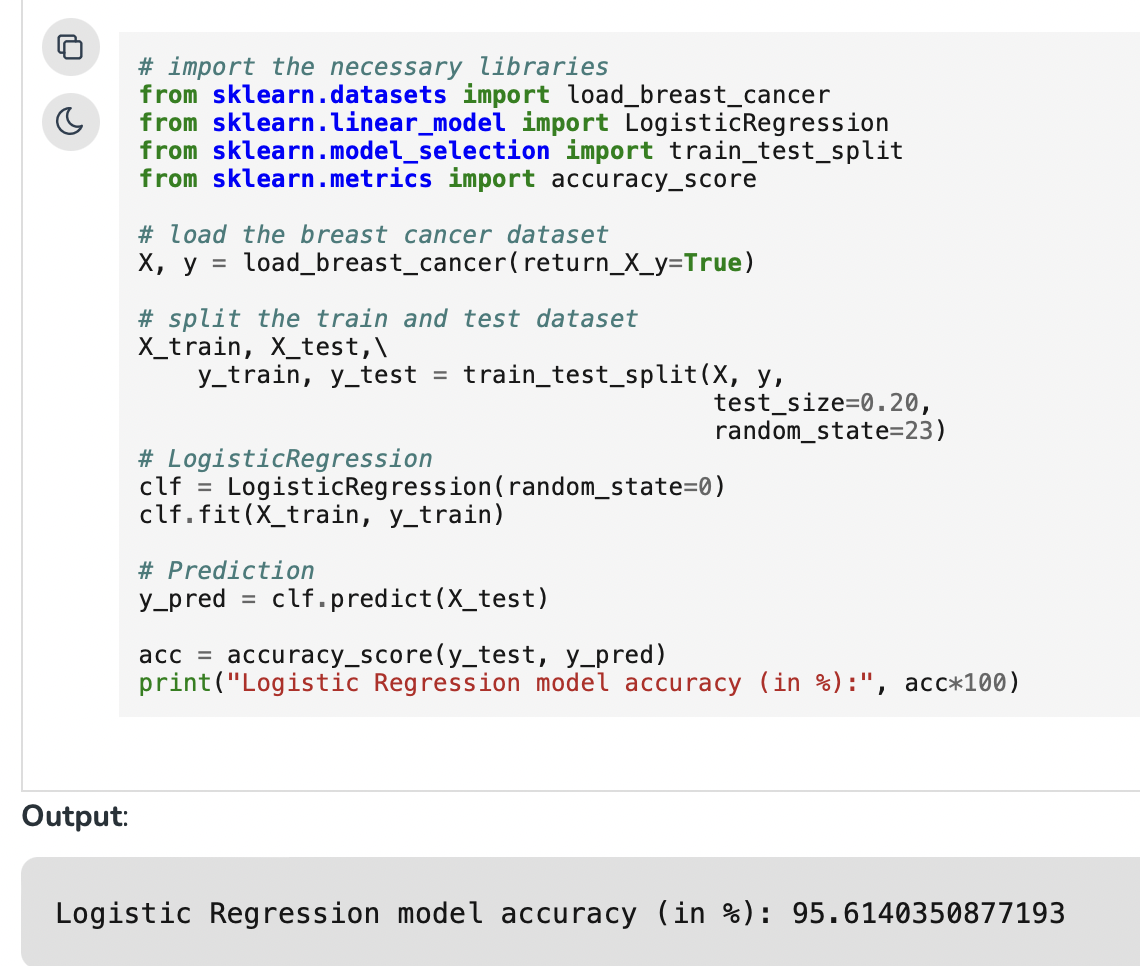 # import the necessary libraries
from sklearn.datasets import load_breast_cancer
from sklearn.linear_model import LogisticRegression
from sklearn.model_selection import train_test_split
from sklearn.metrics import accuracy_score

# load the breast cancer dataset
X, y = load_breast_cancer(return_X_y=True)

# split the train and test dataset
X_train, X_test,\
    y_train, y_test = train_test_split(X, y,
                                       test_size=0.20,
                                       random_state=23)
# LogisticRegression
clf = LogisticRegression(random_state=0)
clf.fit(X_train, y_train)

# Prediction
y_pred = clf.predict(X_test)

acc = accuracy_score(y_test, y_pred)
print("Logistic Regression model accuracy (in %):", acc*100)
Output:
Logistic Regression model accuracy (in %): 95.6140350877193